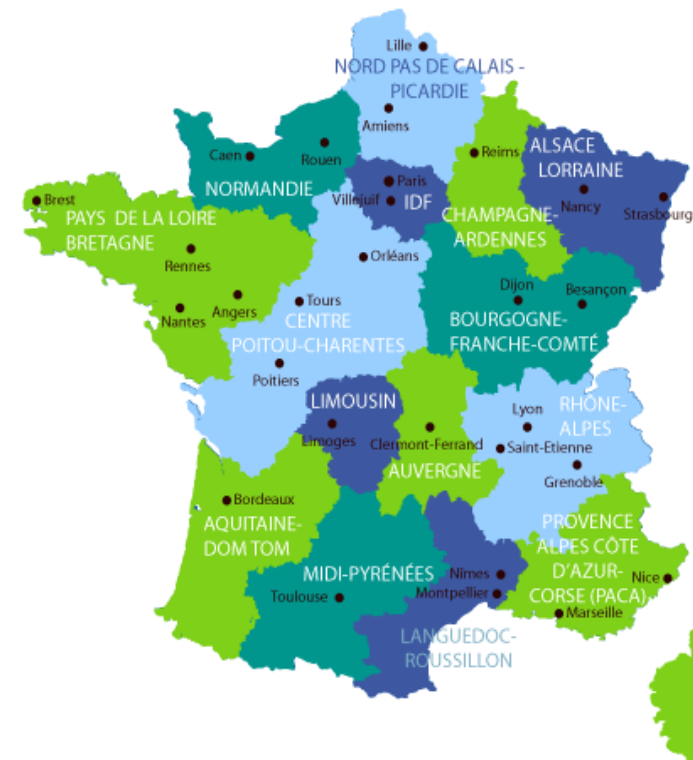 Lille
NORD PAS DE CALAIS -
PICARDIE
Amiens
Reims
ALSACE
LORRAINE
Caen
Rouen
NORMANDIE
Paris
Villejuif
IDF
Nancy
Strasbourg
Brest
PAYS DE LA LOIRE
BRETAGNE
CHAMPAGNE-
ARDENNES
Rennes
Orléans
Dijon
Besançon
Nantes
Angers
Tours
CENTRE
POITOU-CHARENTES
BOURGOGNE-
FRANCHE-COMTÉ
Poitiers
LIMOUSIN
Limoges
Clermont-Ferrand
AUVERGNE
Lyon
RHÔNE-
ALPES
Saint-Etienne
Grenoble
Bordeaux
AQUITAINE-
DOM TOM
PROVENCE
ALPES CÔTE
D'AZUR-
CORSE (PACA)
MIDI-PYRÉNÉES
Toulouse
Nîmes
Montpellier
Nice
Marseille
LANGUEDOC-
ROUSSILLON